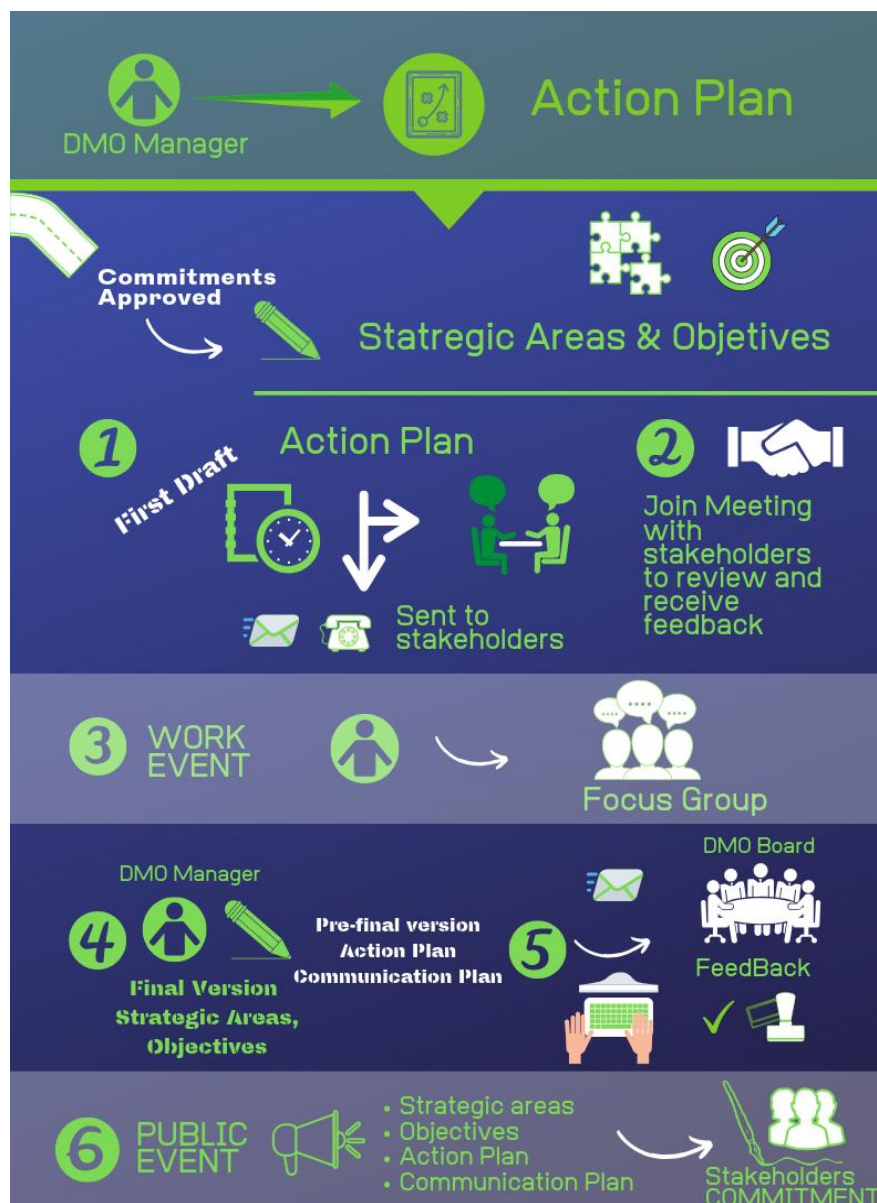 DMO Manager
Action Plan
Commitments
Approved
Statregic Areas & Objetives
1
First Draft
Action Plan
Sent to
stakeholders
2
Join Meeting
with
stakeholders
to review and
receive
feedback
3
WORK
EVENT
Focus Group
4
DMO Manager
Final Version
Strategic Areas,
Objectives
Pre-final version
Action Plan
Communication Plan
5
DMO Board
FeedBack
6
PUBLIC
EVENT
• Strategic areas
• Objectives
• Action Plan
• Communication Plan
Stakeholders
COMMITMENT